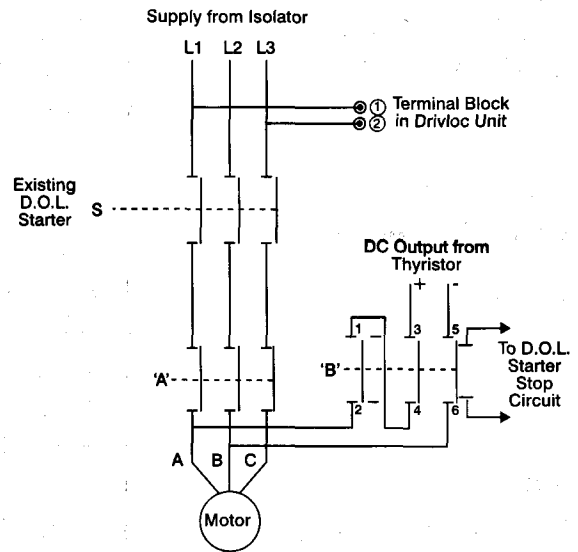 Supply from Isolator
L1 L2 L3
① Terminal Block
② in Drivloc Unit
Existing
D.O.L.
Starter
S
DC Output from
Thyristor
+ -
1 3 5
To D.O.L.
Starter
Stop
Circuit
'A'
'B'
2 4 6
A B C
Motor